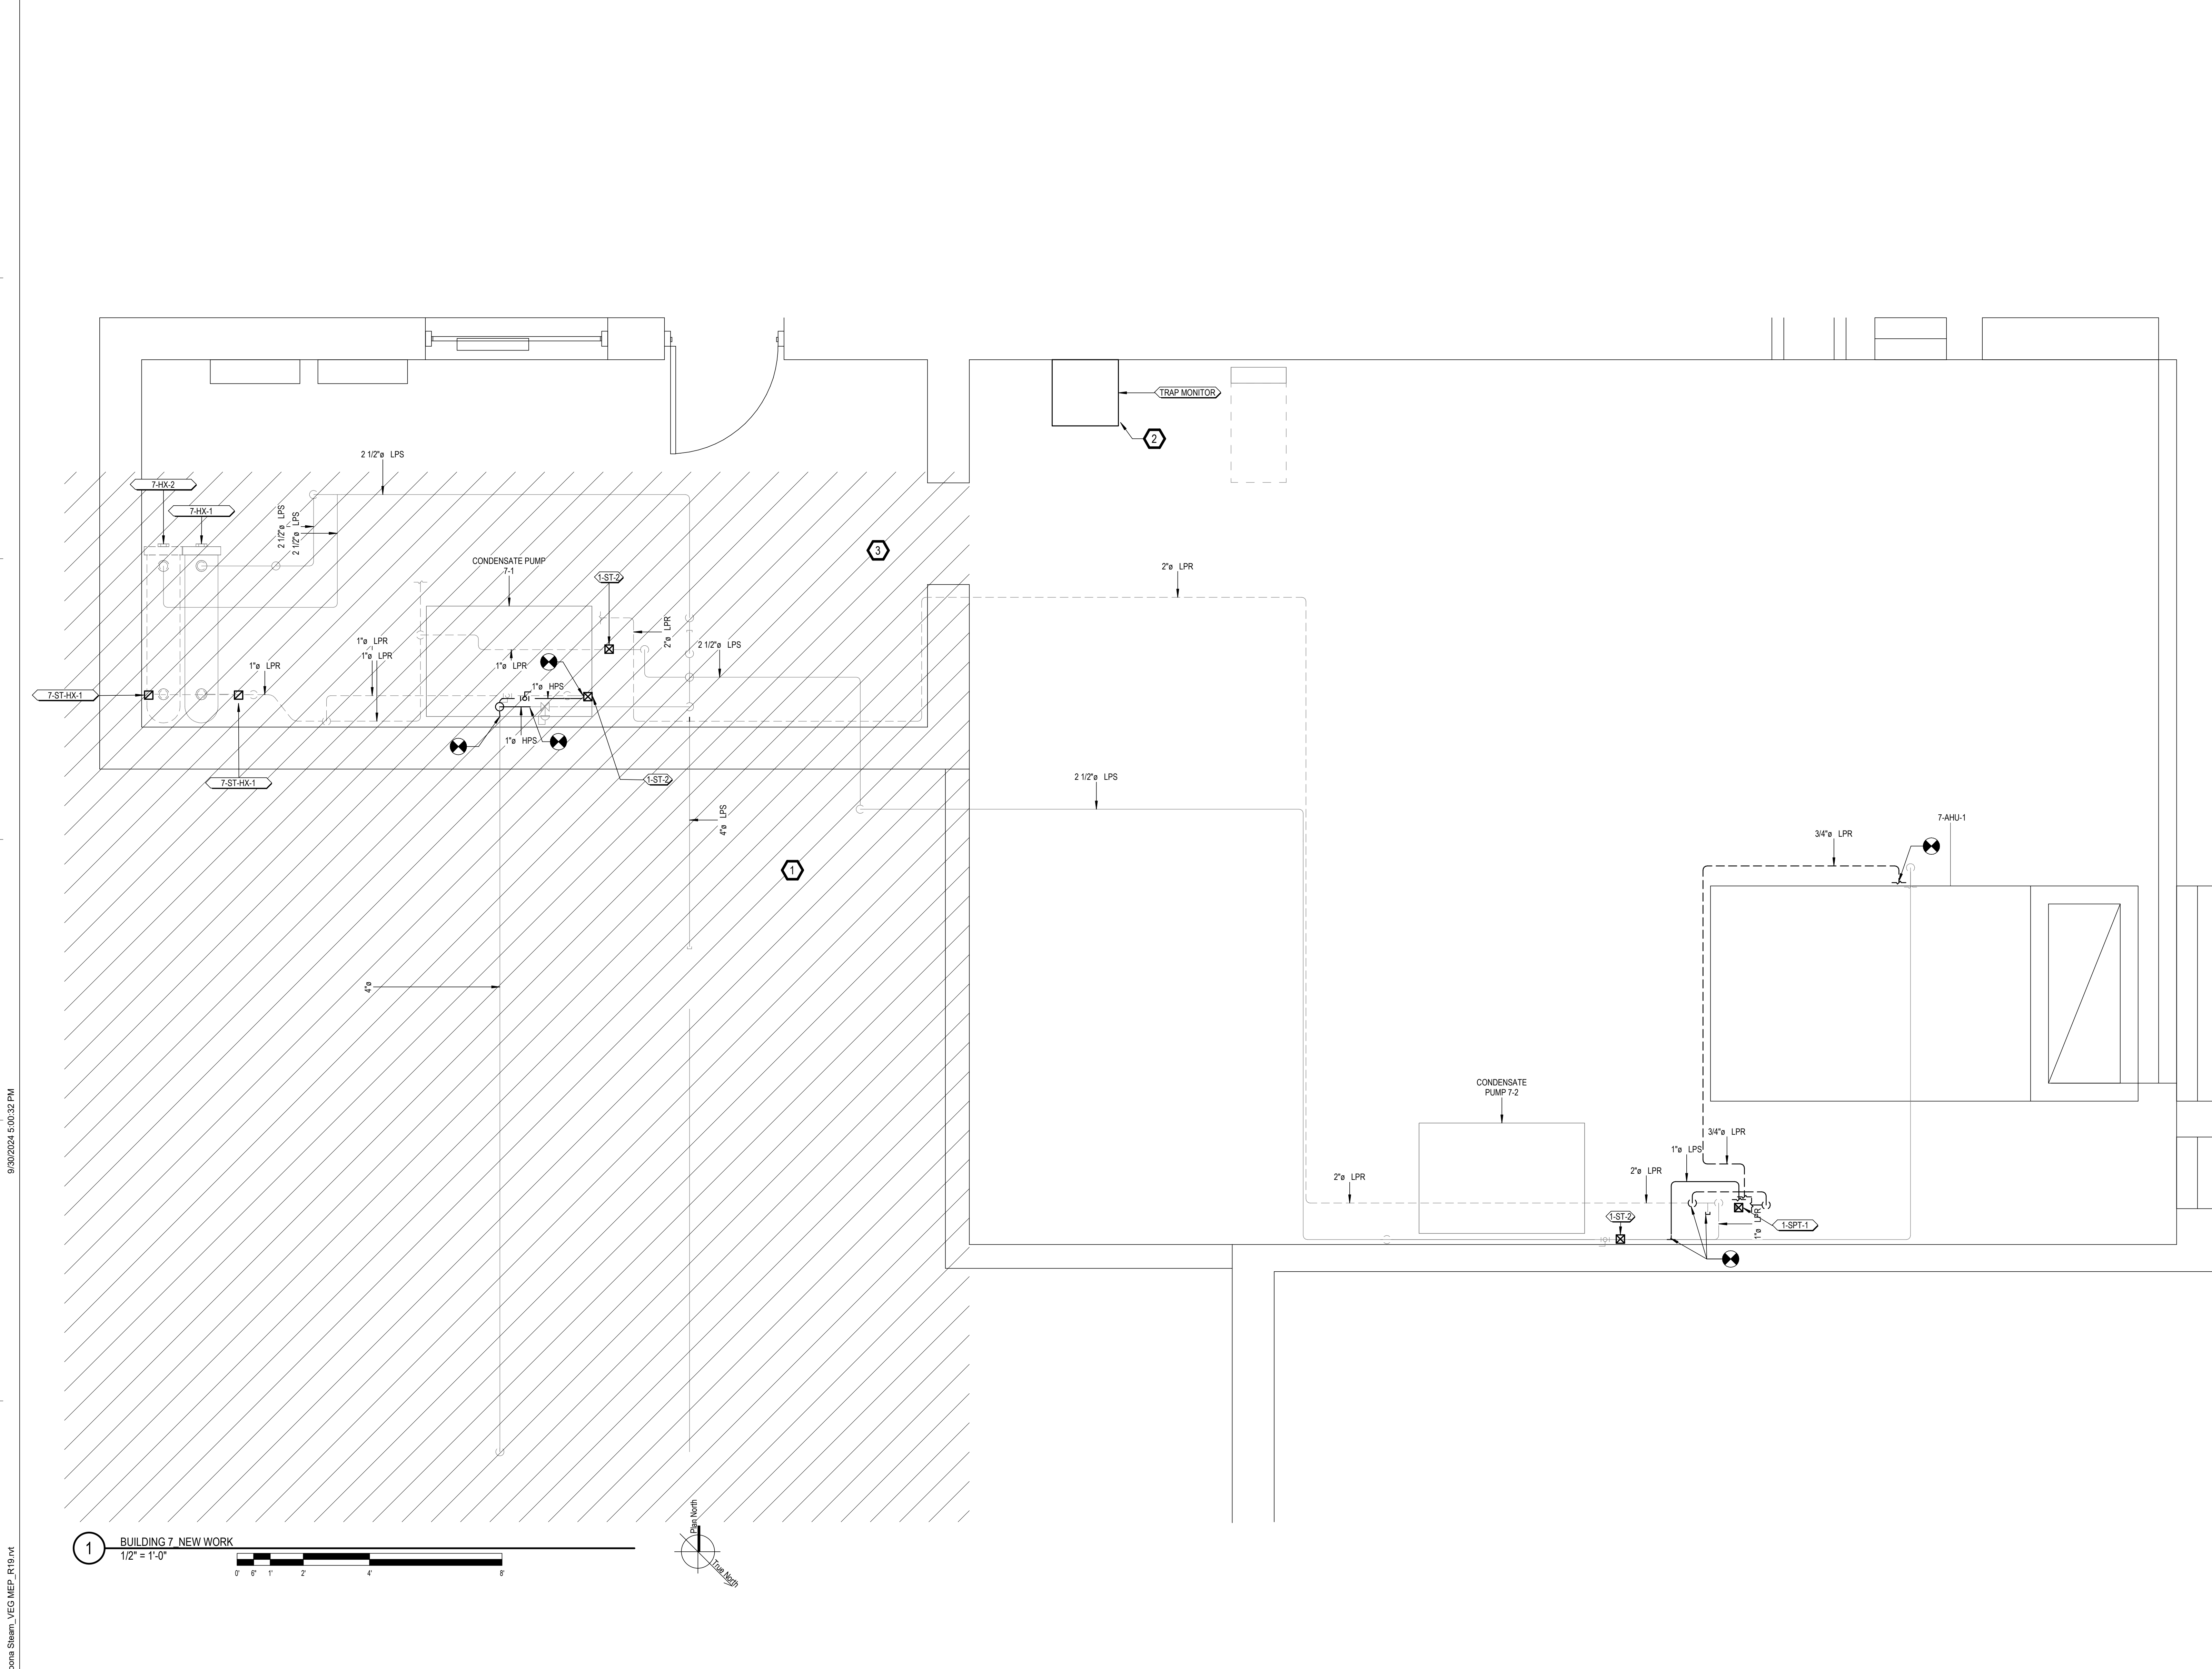 TRAP MONITOR
2
2 1/2"ø LPS
7-HX-2
7-HX-1
2 1/2"ø LPS
2 1/2"ø LPS
3
CONDENSATE PUMP
7-1
2"ø LPR
1-ST-2
2"ø LPR
1"ø LPR
2 1/2"ø LPS
1"ø LPR
1"ø LPR
1"ø LPR
1"ø HPS
7-ST-HX-1
1"ø HPS
7-ST-HX-1
1-ST-2
2 1/2"ø LPS
4"ø LPS
7-AHU-1
3/4"ø LPR
1
4"ø
CONDENSATE
PUMP 7-2
3/4"ø LPR
1"ø LPS
2"ø LPR
2"ø LPR
1-ST-2
1"ø LPR
1-SPT-1
9/30/2024 5:00:32 PM
ona Steam_VEG MEP_R19.rvt
1
BUILDING 7_NEW WORK
1/2" = 1'-0"
0' 6" 1' 2' 4' 8'
Plan North
True North